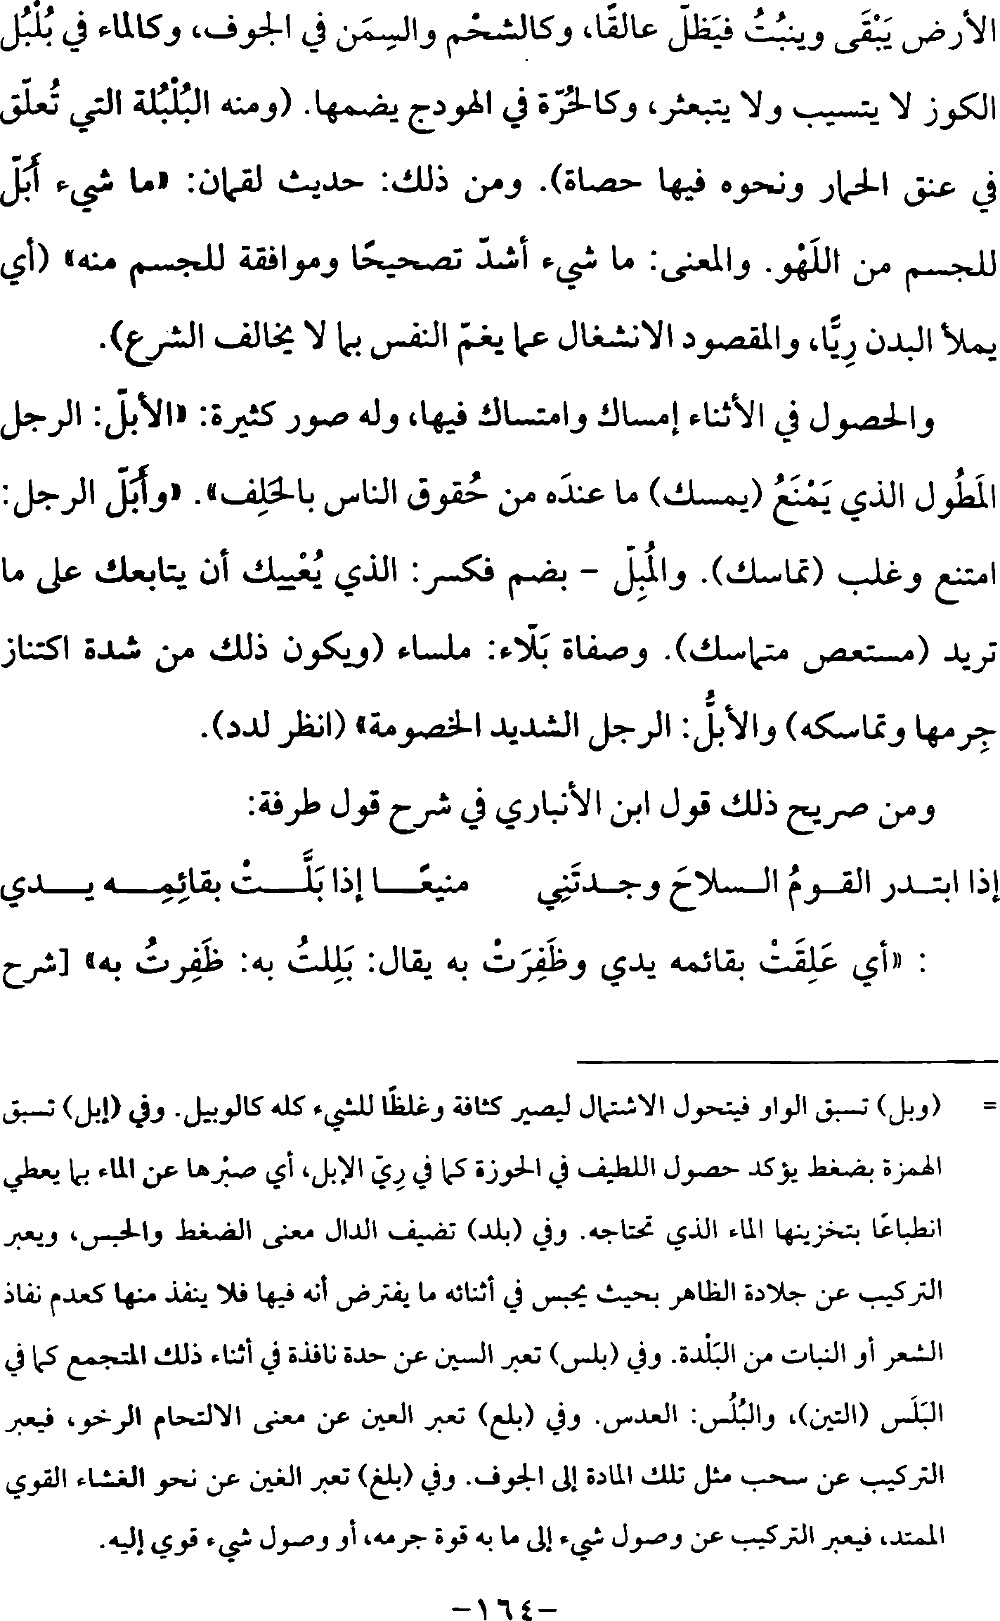 الأرض يَبْقَى وينبُتُ فيَظلّ عالقًا، وكالشحْم والسِمَن في الجوف، وكالماء في بُلْبُل
الكوز لا يتسيب ولا يتبعثر، وكالحُرّة في الهودج يضمها. (ومنه البُلْبُلة التي تُعلّق
في عنق الحمار ونحوه فيها حصاة). ومن ذلك: حديث لقمان: «ما شيء أَبَلّ
للجسم من اللَهْو. والمعنى: ما شيء أشدّ تصحيحًا وموافقة للجسم منه» (أي
يملأ البدن رِيًّا، والمقصود الانشغال عما يغمّ النفس بما لا يخالف الشرع).
والحصول في الأثناء إمساك وامتساك فيها، وله صور كثيرة: «الأبلّ: الرجل
المَطُول الذي يَمْنَعُ (يمسك) ما عندَه من حُقوق الناس بالحَلِف». «وأَبَلّ الرجل:
امتنع وغلب (تماسك). والمُبِلّ - بضم فكسر: الذي يُعْيِيك أن يتابعك على ما
تريد (مستعص متماسك). وصفاة بَلّاء: ملساء (ويكون ذلك من شدة اكتناز
جِرمها وتماسكه) والأبلُّ: الرجل الشديد الخصومة» (انظر لدد).
ومن صريح ذلك قول ابن الأنباري في شرح قول طرفة:
إذا ابتدر القومُ السلاحَ وجدتَنِي منيعًا إذا بَلَّتْ بقائِمِه يدي
: «أي عَلِقَتْ بقائمه يدي وظَفِرَتْ به يقال: بَلِلتُ به: ظَفِرتُ به» [شرح
= (وبل) تسبق الواو فيتحول الاشتمال ليصير كثافة وغلظًا للشيء كله كالوبيل. وفي (إبل) تسبق
الهمزة بضغط يؤكد حصول اللطيف في الحوزة كما في رِيّ الإبل، أي صبْرها عن الماء بما يعطي
انطباعًا بتخزينها الماء الذي تحتاجه. وفي (بلد) تضيف الدال معنى الضغط والحبس، ويعبر
التركيب عن جلادة الظاهر بحيث يحبس في أثنائه ما يفترض أنه فيها فلا ينفذ منها كعدم نفاذ
الشعر أو النبات من البَلْدة. وفي (بلس) تعبر السين عن حدة نافذة في أثناء ذلك المتجمع كما في
البَلَس (التين)، والبُلُس: العدس. وفي (بلع) تعبر العين عن معنى الالتحام الرخو، فيعبر
التركيب عن سحب مثل تلك المادة إلى الجوف. وفي (بلغ) تعبر الغين عن نحو الغشاء القوي
الممتد، فيعبر التركيب عن وصول شيء إلى ما به قوة جرمه، أو وصول شيء قوي إليه.
-١٦٤-